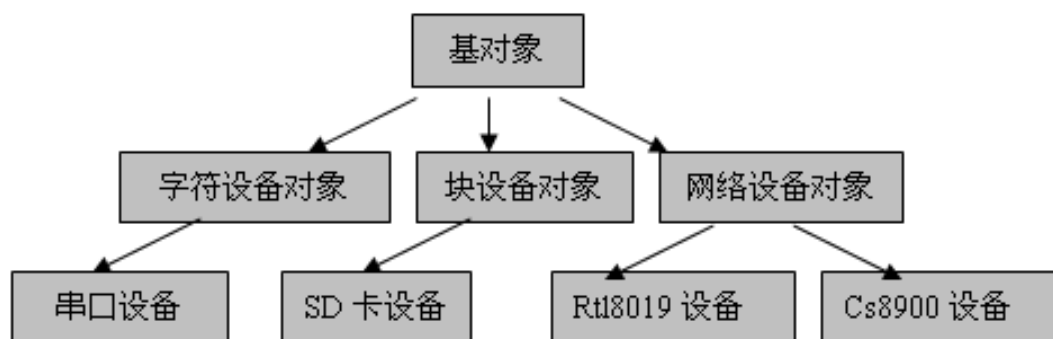 基对象
字符设备对象
块设备对象
网络设备对象
串口设备
SD 卡设备
Rtl8019 设备
Cs8900 设备